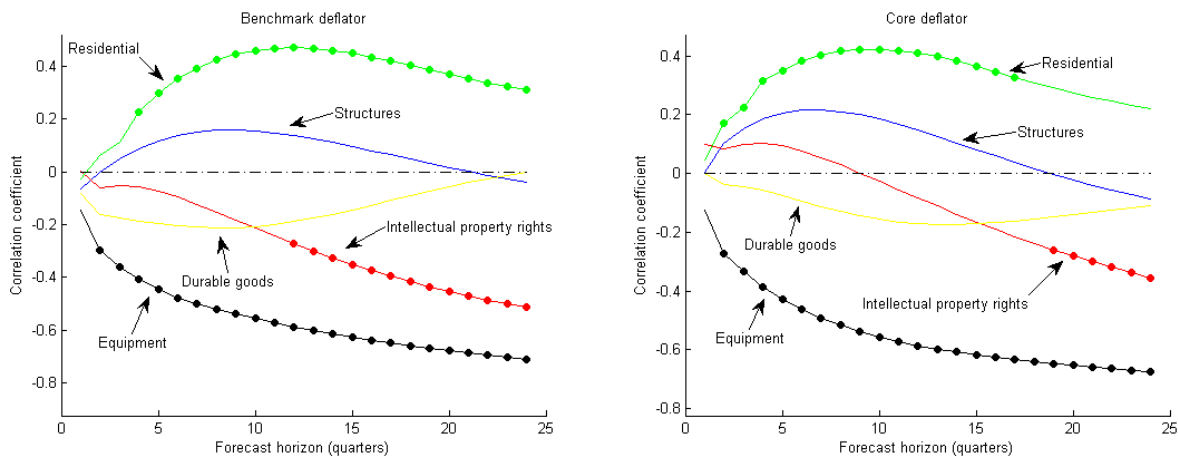 Benchmark deflator
Residential
Structures
Intellectual property rights
Durable goods
Equipment
Correlation coefficient
0.4
0.2
0
-0.2
-0.4
-0.6
-0.8
0
5
10
15
20
25
Forecast horizon (quarters)
Core deflator
Residential
Structures
Durable goods
Intellectual property rights
Equipment
Correlation coefficient
0.4
0.2
0
-0.2
-0.4
-0.6
-0.8
0
5
10
15
20
25
Forecast horizon (quarters)